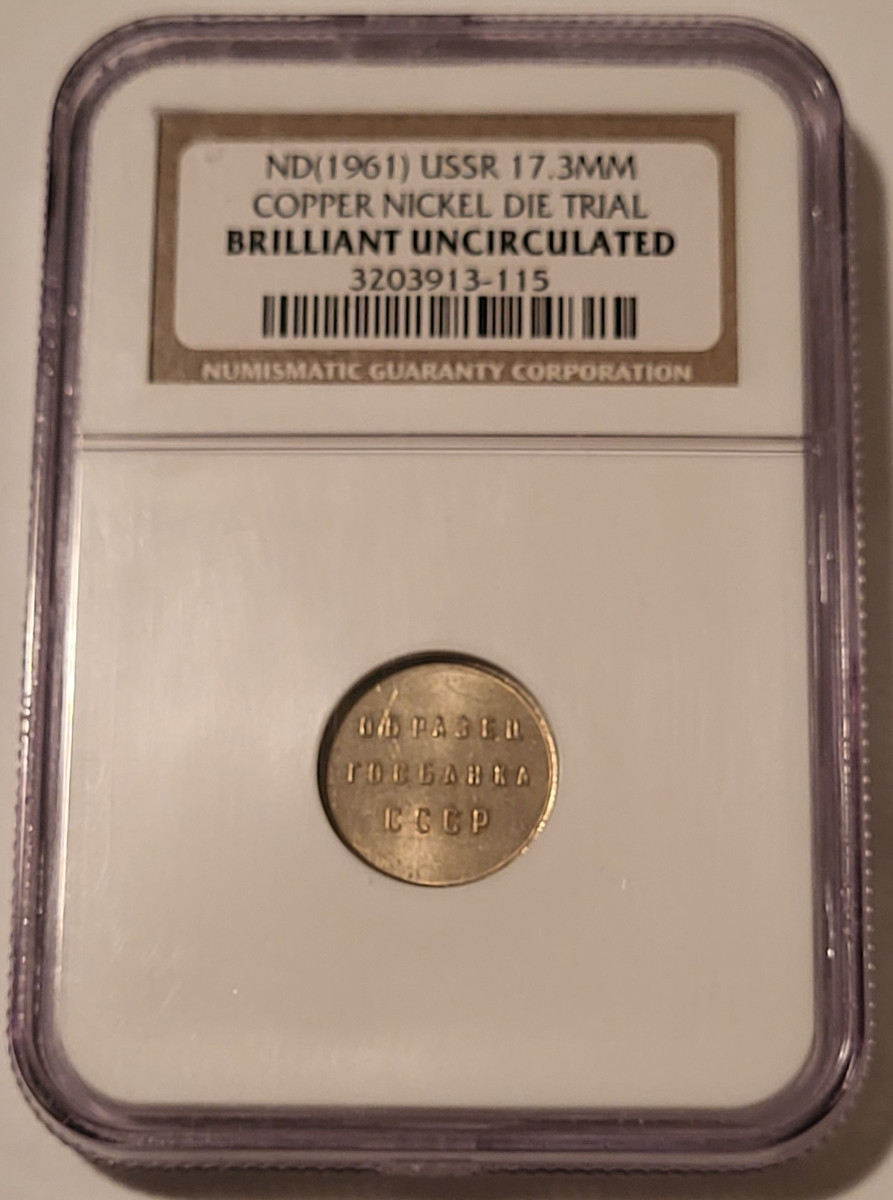 ND(1961) USSR 17.3MM
COPPER NICKEL DIE TRIAL
BRILLIANT UNCIRCULATED
3203913-115
NUMISMATIC GUARANTY CORPORATION
ОБРАЗЕЦ
ГОСБАНКА
СССР